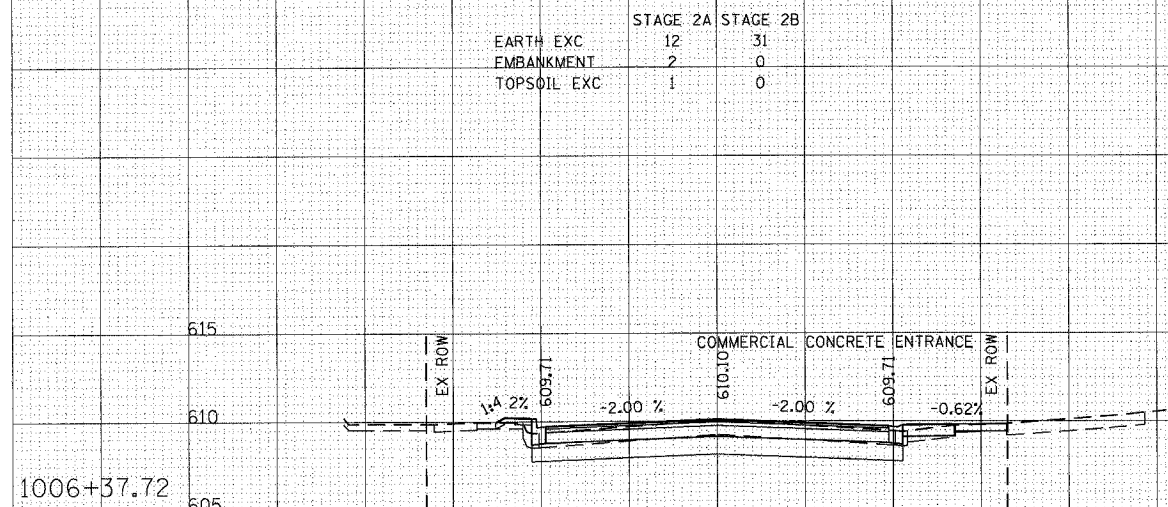 STAGE 2A STAGE 2B
EARTH EXC 12 31
EMBANKMENT 2 0
TOPSOIL EXC 1 0
615
COMMERCIAL CONCRETE ENTRANCE
EX ROW
609.71
610.10
609.71
EX ROW
1:4 2%
-2.00 %
-2.00 %
-0.62%
610
1006+37.72
605